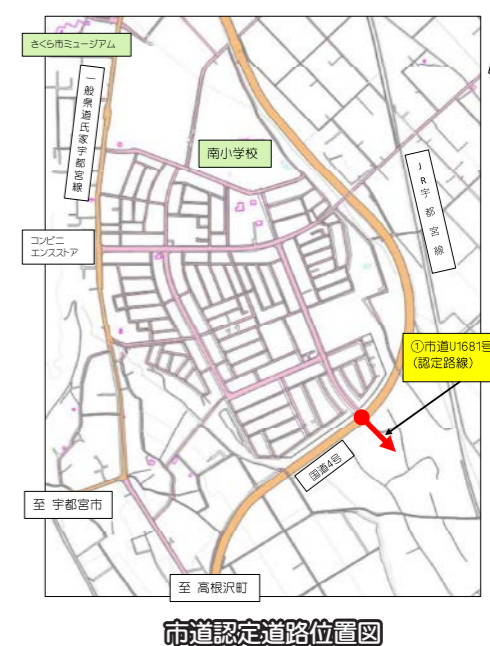 さくら市ミュージアム
一般県道氏家宇都宮線
南小学校
JR宇都宮線
コンビニ
エンスストア
①市道U1681号
(認定路線)
国道4号
至 宇都宮市
至 高根沢町
市道認定道路位置図